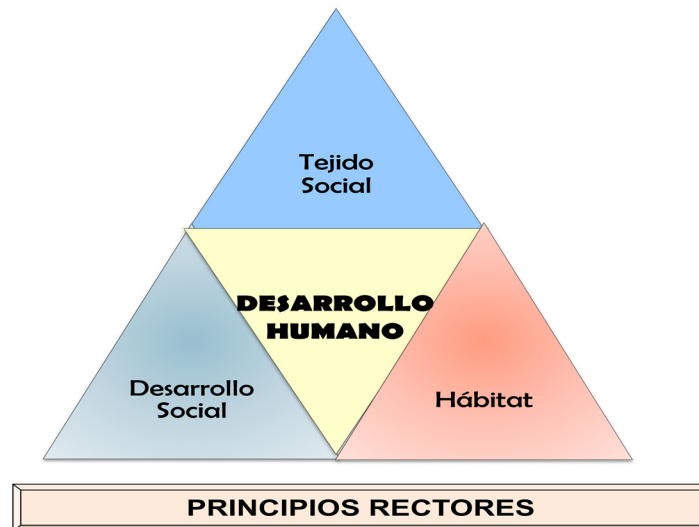 Tejido
Social
DESARROLLO
HUMANO
Desarrollo
Social
Hábitat
PRINCIPIOS RECTORES